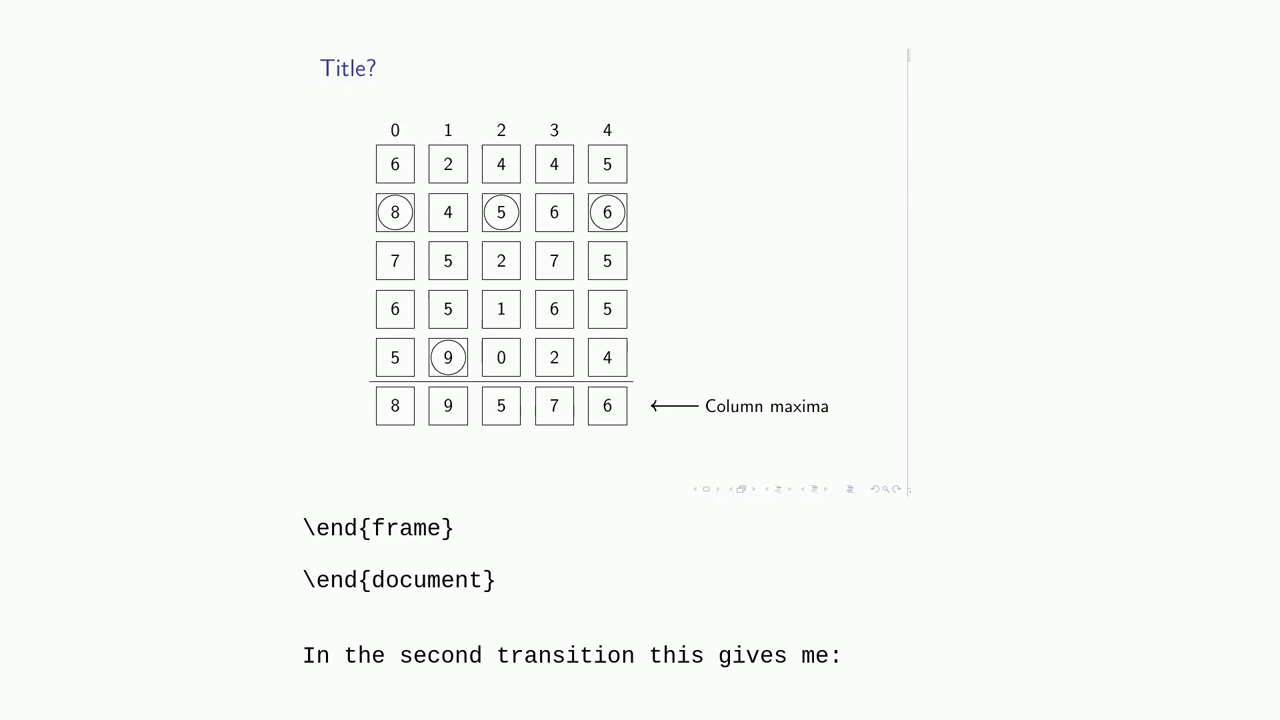 Title?
0 1 2 3 4
6 2 4 4 5
8 4 5 6 6
7 5 2 7 5
6 5 1 6 5
5 9 0 2 4
8 9 5 7 6 Column maxima
\end{frame}
\end{document}
In the second transition this gives me: